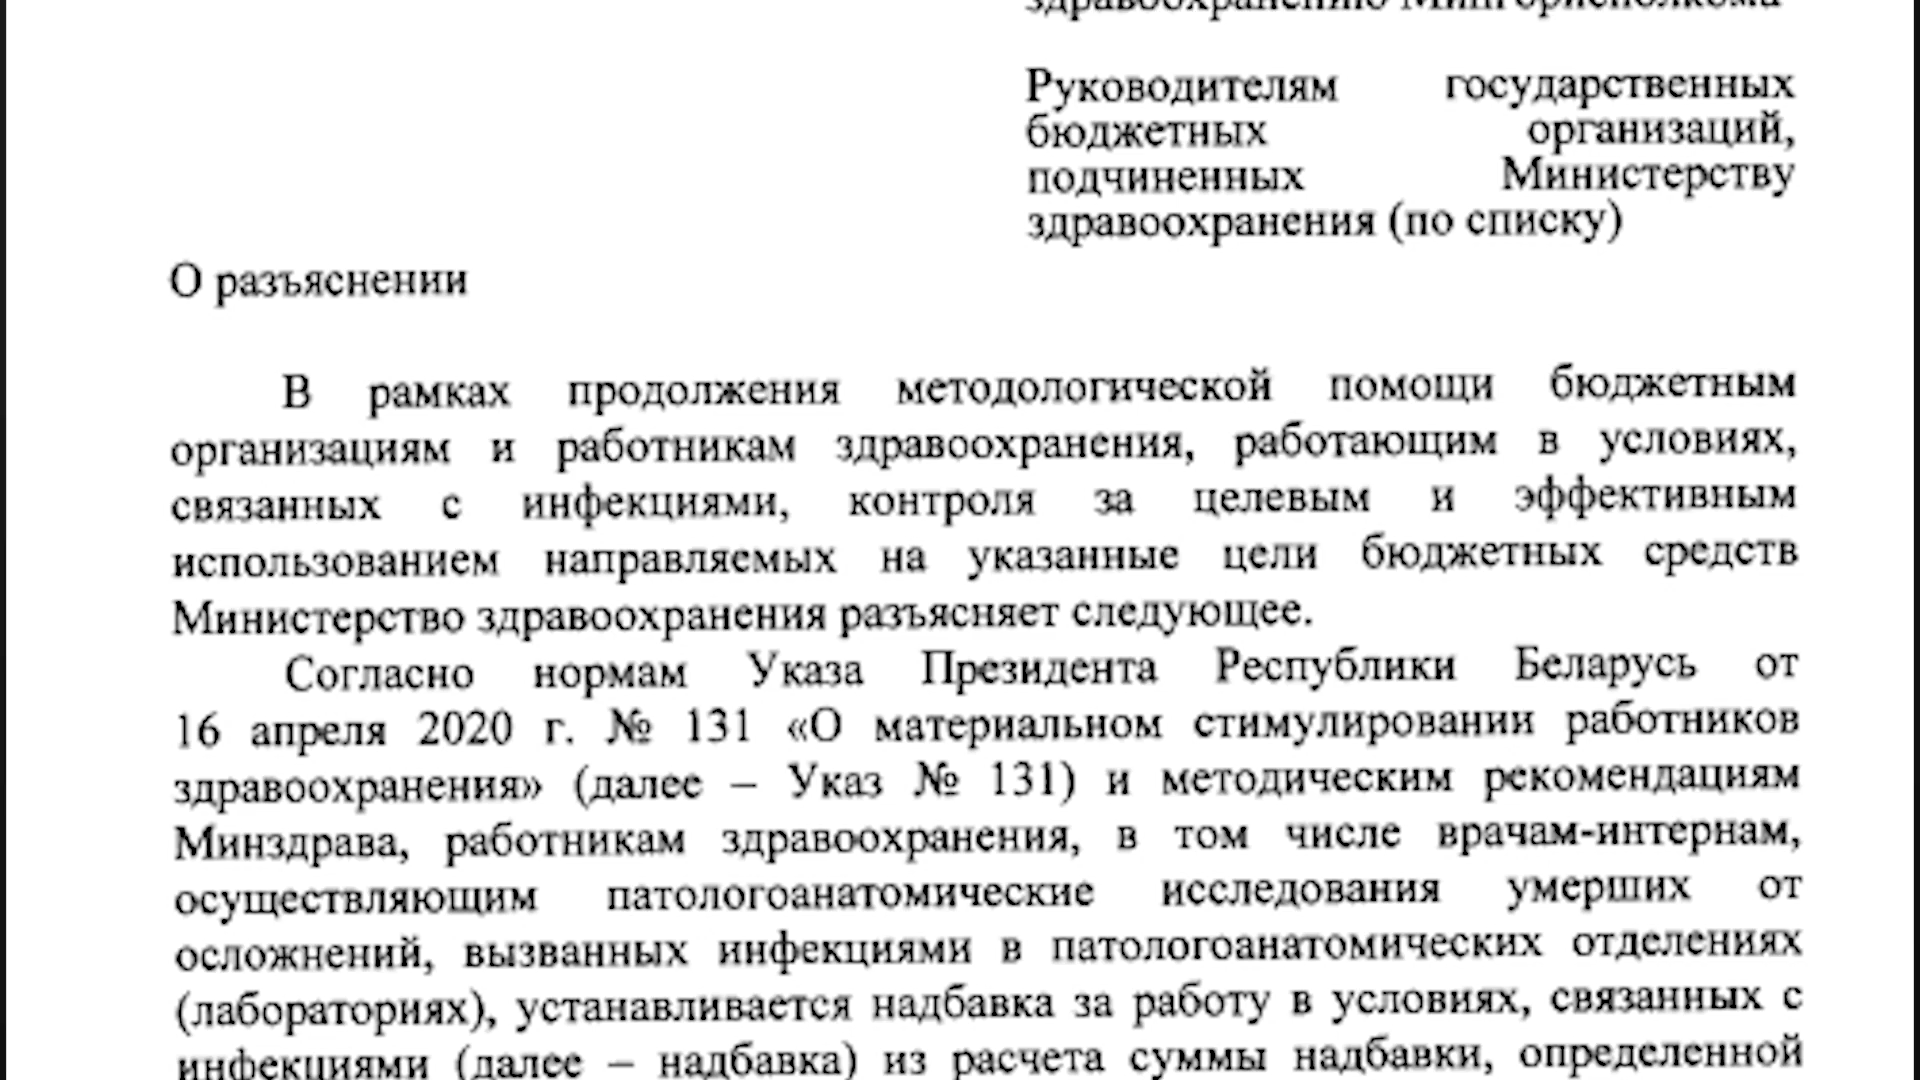 здравоохранению Мингорисполкома
Руководителям государственных
бюджетных организаций,
подчиненных Министерству
здравоохранения (по списку)
О разъяснении
В рамках продолжения методологической помощи бюджетным
организациям и работникам здравоохранения, работающим в условиях,
связанных с инфекциями, контроля за целевым и эффективным
использованием направляемых на указанные цели бюджетных средств
Министерство здравоохранения разъясняет следующее.
Согласно нормам Указа Президента Республики Беларусь от
16 апреля 2020 г. № 131 «О материальном стимулировании работников
здравоохранения» (далее – Указ № 131) и методическим рекомендациям
Минздрава, работникам здравоохранения, в том числе врачам-интернам,
осуществляющим патологоанатомические исследования умерших от
осложнений, вызванных инфекциями в патологоанатомических отделениях
(лабораториях), устанавливается надбавка за работу в условиях, связанных с
инфекциями (далее – надбавка) из расчета суммы надбавки, определенной